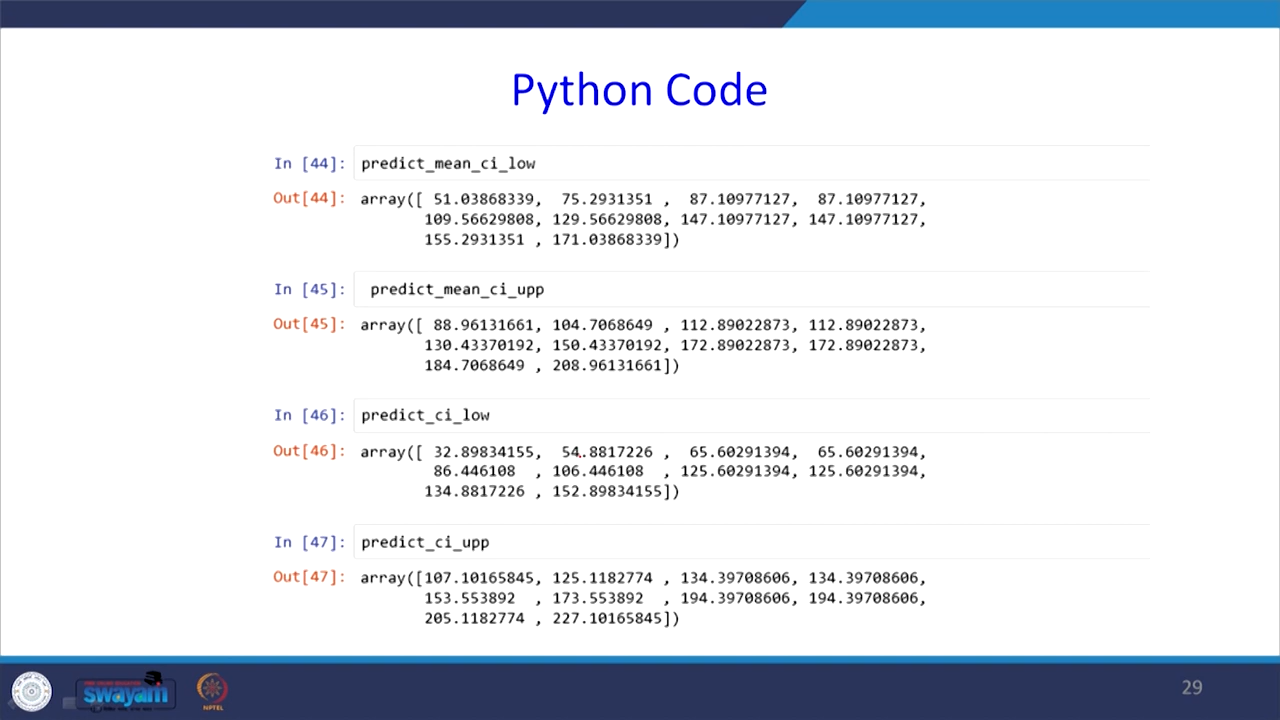 Python Code
In [44]: predict_mean_ci_low
Out[44]: array([ 51.03868339, 75.2931351 , 87.10977127, 87.10977127,
109.56629808, 129.56629808, 147.10977127, 147.10977127,
155.2931351 , 171.03868339])
In [45]: predict_mean_ci_upp
Out[45]: array([ 88.96131661, 104.7068649 , 112.89022873, 112.89022873,
130.43370192, 150.43370192, 172.89022873, 172.89022873,
184.7068649 , 208.96131661])
In [46]: predict_ci_low
Out[46]: array([ 32.89834155, 54.8817226 , 65.60291394, 65.60291394,
86.446108 , 106.446108 , 125.60291394, 125.60291394,
134.8817226 , 152.89834155])
In [47]: predict_ci_upp
Out[47]: array([107.10165845, 125.1182774 , 134.39708606, 134.39708606,
153.553892 , 173.553892 , 194.39708606, 194.39708606,
205.1182774 , 227.10165845])
swayam
NPTEL
29